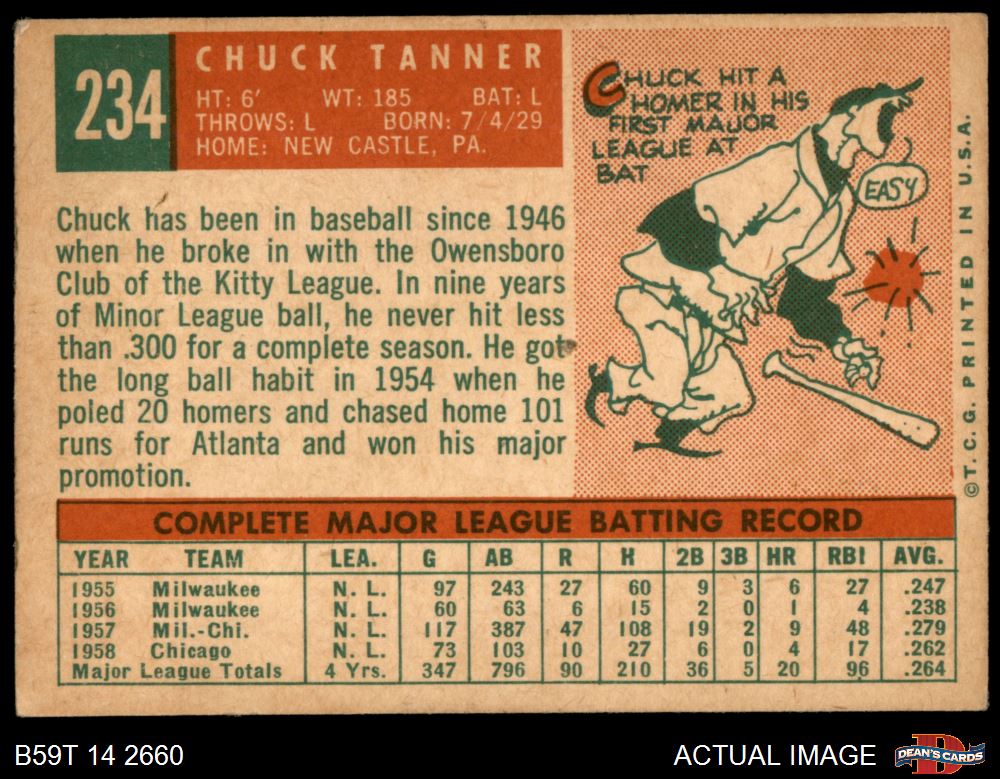 234
CHUCK TANNER
HT: 6' WT: 185 BAT: L
THROWS: L BORN: 7/4/29
HOME: NEW CASTLE, PA.
CHUCK HIT A
HOMER IN HIS
FIRST MAJOR
LEAGUE AT
BAT
EASY
Chuck has been in baseball since 1946
when he broke in with the Owensboro
Club of the Kitty League. In nine years
of Minor League ball, he never hit less
than .300 for a complete season. He got
the long ball habit in 1954 when he
poled 20 homers and chased home 101
runs for Atlanta and won his major
promotion.
©T. C. G. PRINTED IN U.S.A.
COMPLETE MAJOR LEAGUE BATTING RECORD
YEAR TEAM LEA. G AB R H 2B 3B HR RBI AVG.
1955 Milwaukee N. L. 97 243 27 60 9 3 6 27 .247
1956 Milwaukee N. L. 60 63 6 15 2 0 1 4 .238
1957 Mil.-Chi. N. L. 117 387 47 108 19 2 9 48 .279
1958 Chicago N. L. 73 103 10 27 6 0 4 17 .262
Major League Totals 4 Yrs. 347 796 90 210 36 5 20 96 .264
B59T 14 2660
ACTUAL IMAGE
DEAN'S CARDS